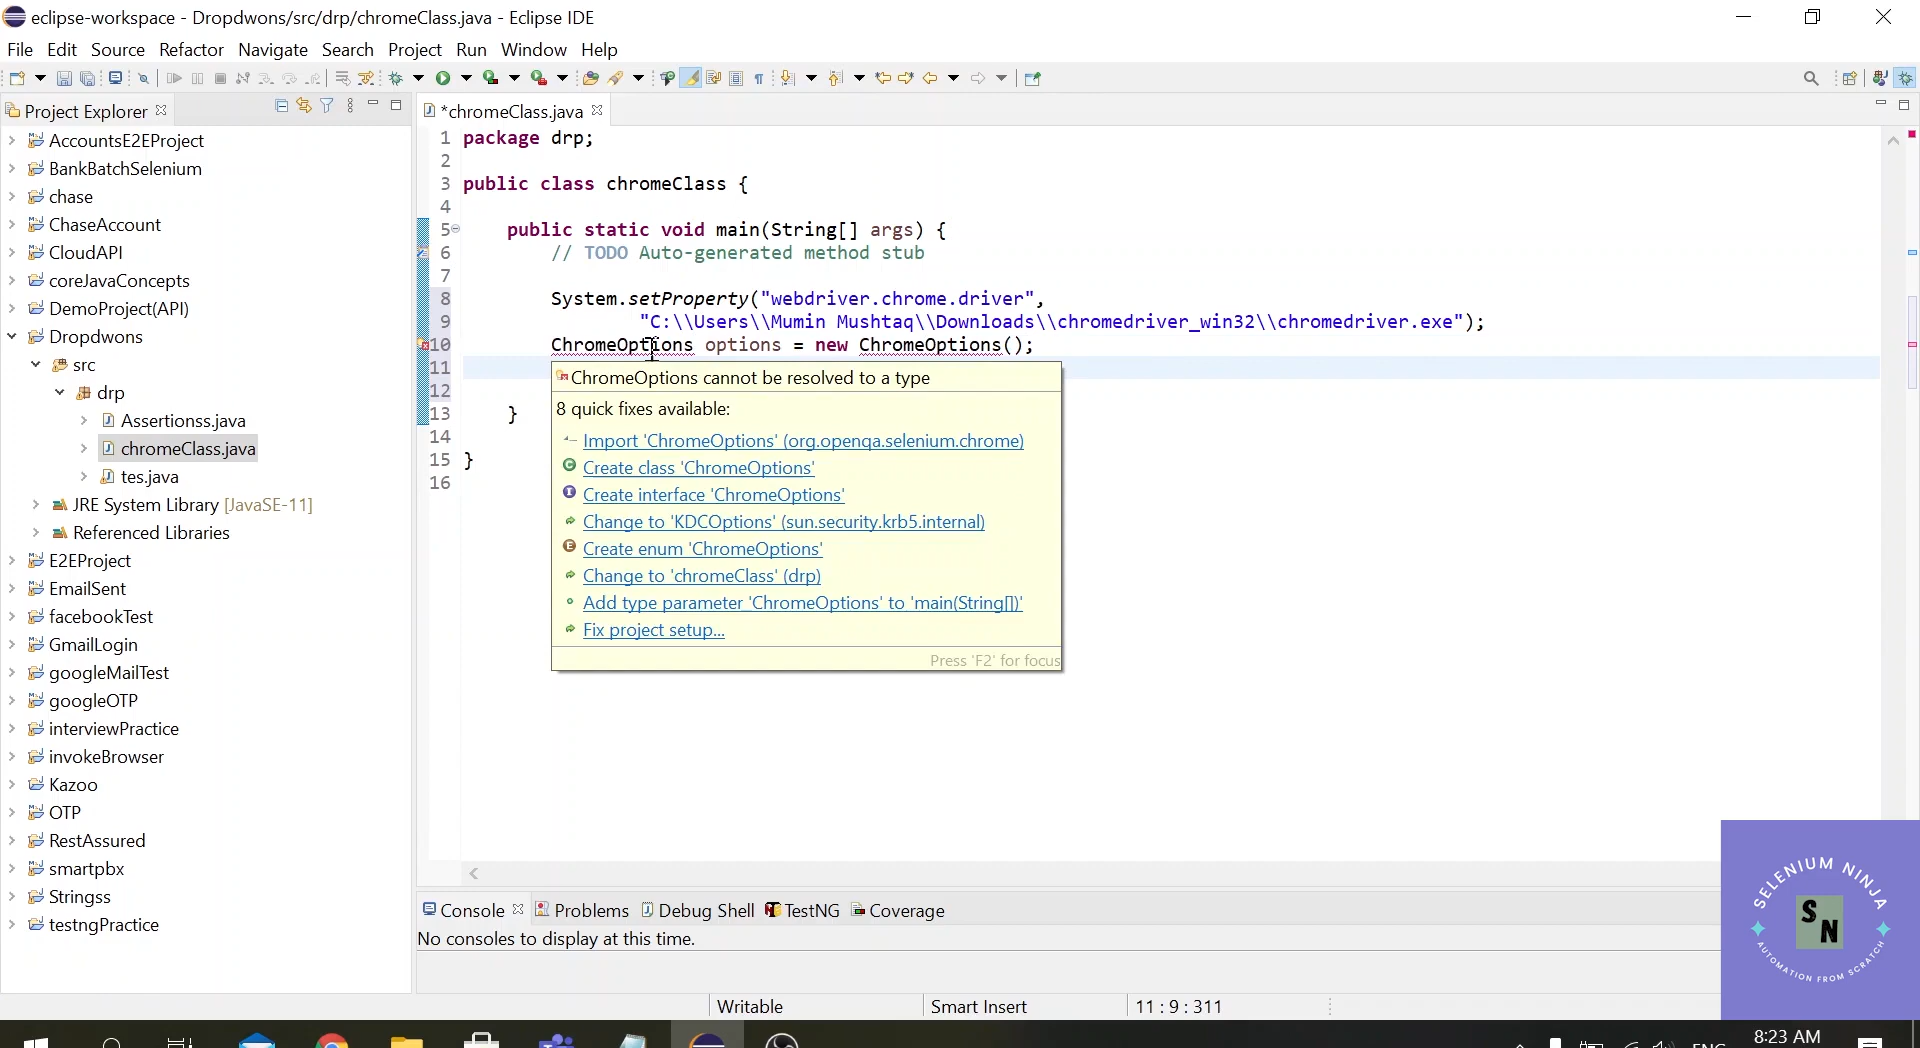 eclipse-workspace - Dropdwons/src/drp/chromeClass.java - Eclipse IDE
File Edit Source Refactor Navigate Search Project Run Window Help
Project Explorer
*chromeClass.java
AccountsE2EProject
BankBatchSelenium
chase
ChaseAccount
CloudAPI
coreJavaConcepts
DemoProject(API)
Dropdwons
src
drp
Assertionss.java
chromeClass.java
tes.java
JRE System Library [JavaSE-11]
Referenced Libraries
E2EProject
EmailSent
facebookTest
GmailLogin
googleMailTest
googleOTP
interviewPractice
invokeBrowser
Kazoo
OTP
RestAssured
smartpbx
Stringss
testngPractice
1 package drp;
2
3 public class chromeClass {
4
5 public static void main(String[] args) {
6 // TODO Auto-generated method stub
7
8 System.setProperty("webdriver.chrome.driver",
9 "C:\\Users\\Mumin Mushtaq\\Downloads\\chromedriver_win32\\chromedriver.exe");
10 ChromeOptions options = new ChromeOptions();
11
12
13 }
14
15 }
16
ChromeOptions cannot be resolved to a type
8 quick fixes available:
Import 'ChromeOptions' (org.openqa.selenium.chrome)
Create class 'ChromeOptions'
Create interface 'ChromeOptions'
Change to 'KDCOptions' (sun.security.krb5.internal)
Create enum 'ChromeOptions'
Change to 'chromeClass' (drp)
Add type parameter 'ChromeOptions' to 'main(String[])'
Fix project setup...
Press 'F2' for focus
Console Problems Debug Shell TestNG Coverage
No consoles to display at this time.
Writable Smart Insert 11 : 9 : 311
SELENIUM NINJA
S N
AUTOMATION FROM SCRATCH
ENG 8:23 AM